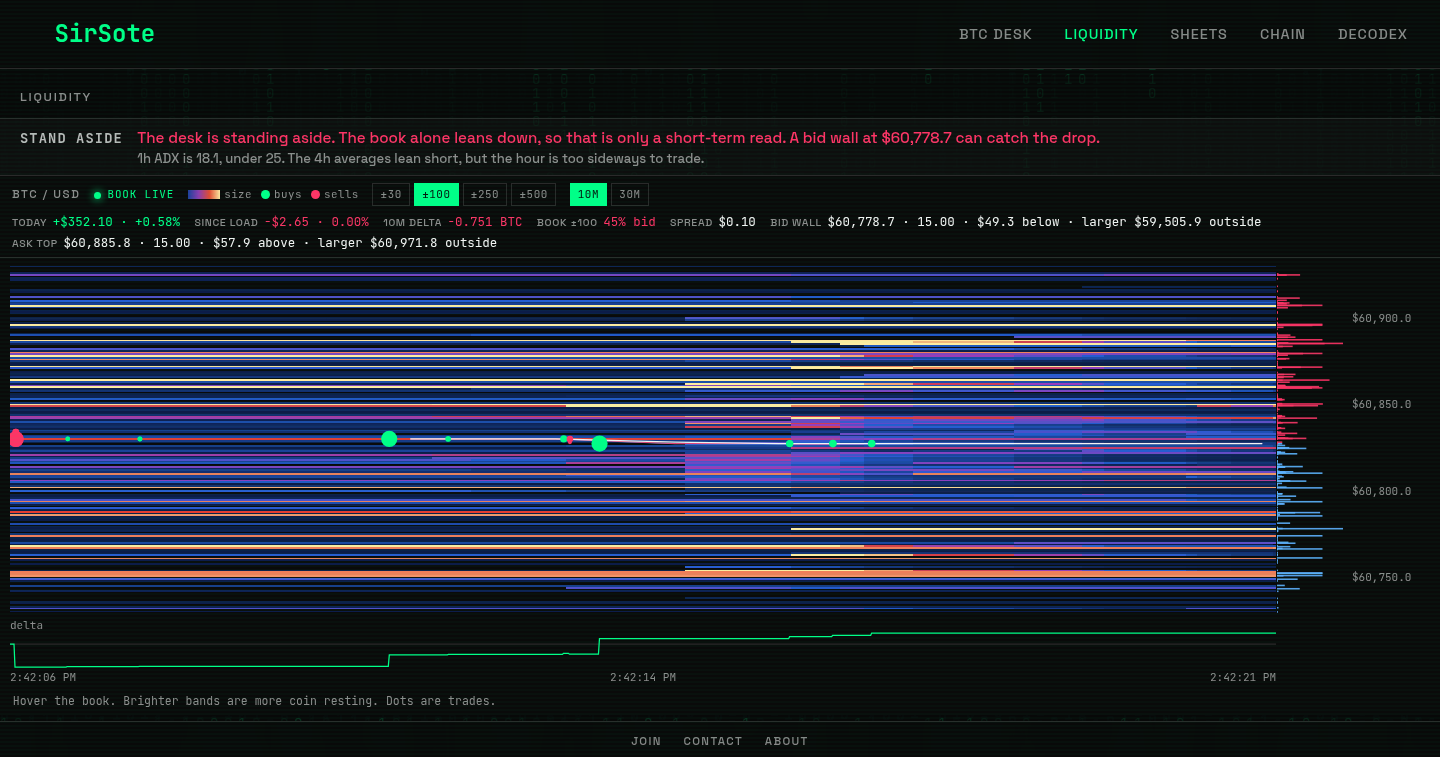 SirSote
BTC DESK LIQUIDITY SHEETS CHAIN DECODEX
LIQUIDITY
STAND ASIDE The desk is standing aside. The book alone leans down, so that is only a short-term read. A bid wall at $60,778.7 can catch the drop.
1h ADX is 18.1, under 25. The 4h averages lean short, but the hour is too sideways to trade.
BTC / USD BOOK LIVE size buys sells ±30 ±100 ±250 ±500 10M 30M
TODAY +$352.10 · +0.58% SINCE LOAD -$2.65 · 0.00% 10M DELTA -0.751 BTC BOOK ±100 45% bid SPREAD $0.10 BID WALL $60,778.7 · 15.00 · $49.3 below · larger $59,505.9 outside
ASK TOP $60,885.8 · 15.00 · $57.9 above · larger $60,971.8 outside
$60,900.0
$60,850.0
$60,800.0
$60,750.0
delta
2:42:06 PM 2:42:14 PM 2:42:21 PM
Hover the book. Brighter bands are more coin resting. Dots are trades.
JOIN CONTACT ABOUT